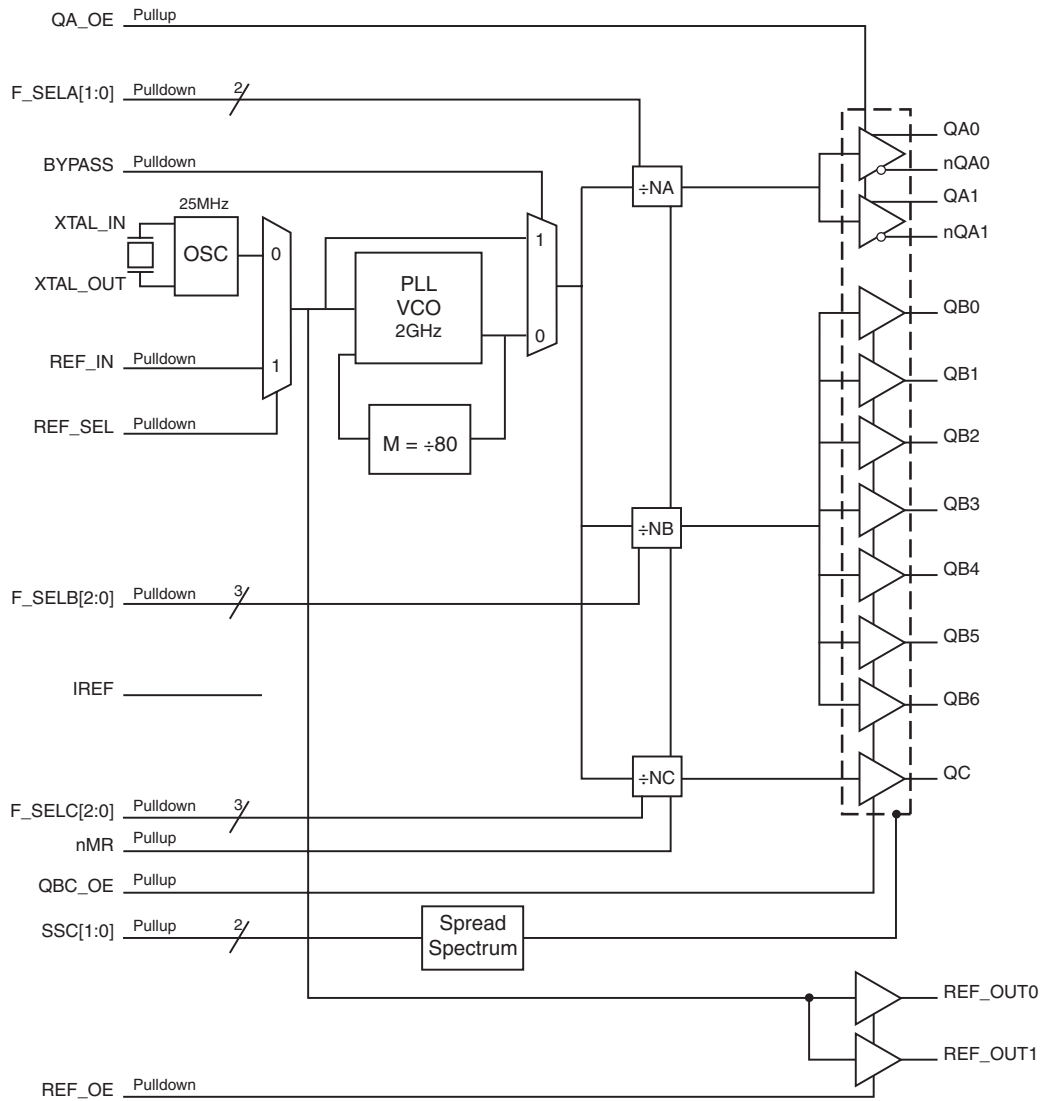 QA_OE Pullup
F_SELA[1:0] Pulldown 2
BYPASS Pulldown
25MHz
XTAL_IN
OSC
XTAL_OUT
0
1
REF_IN Pulldown
REF_SEL Pulldown
PLL
VCO
2GHz
M = ÷80
1
0
÷NA
÷NB
÷NC
F_SELB[2:0] Pulldown 3
IREF
F_SELC[2:0] Pulldown 3
nMR Pullup
QBC_OE Pullup
SSC[1:0] Pullup 2
Spread
Spectrum
REF_OE Pulldown
QA0
nQA0
QA1
nQA1
QB0
QB1
QB2
QB3
QB4
QB5
QB6
QC
REF_OUT0
REF_OUT1